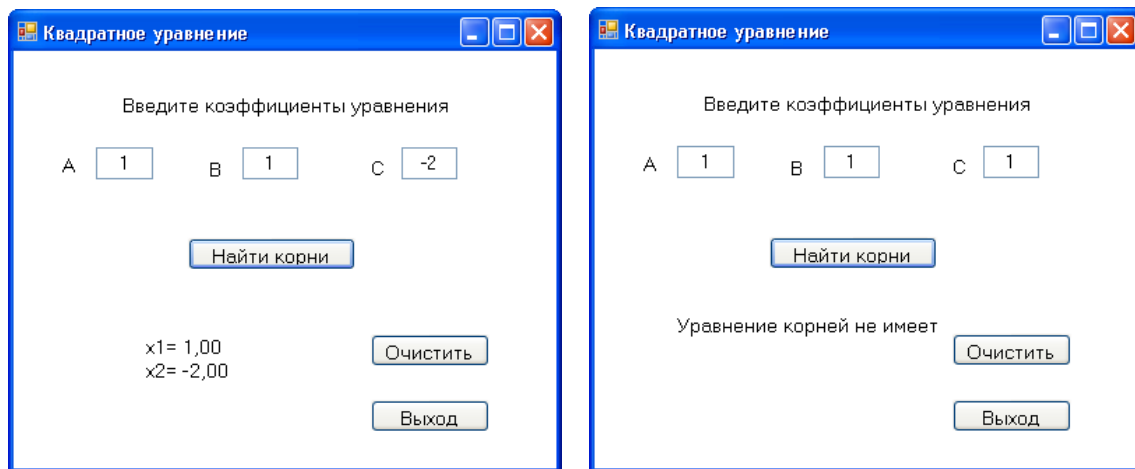 Квадратное уравнение
Введите коэффициенты уравнения
A 1 B 1 C -2
Найти корни
x1= 1,00
x2= -2,00
Очистить
Выход
Квадратное уравнение
Введите коэффициенты уравнения
A 1 B 1 C 1
Найти корни
Уравнение корней не имеет
Очистить
Выход